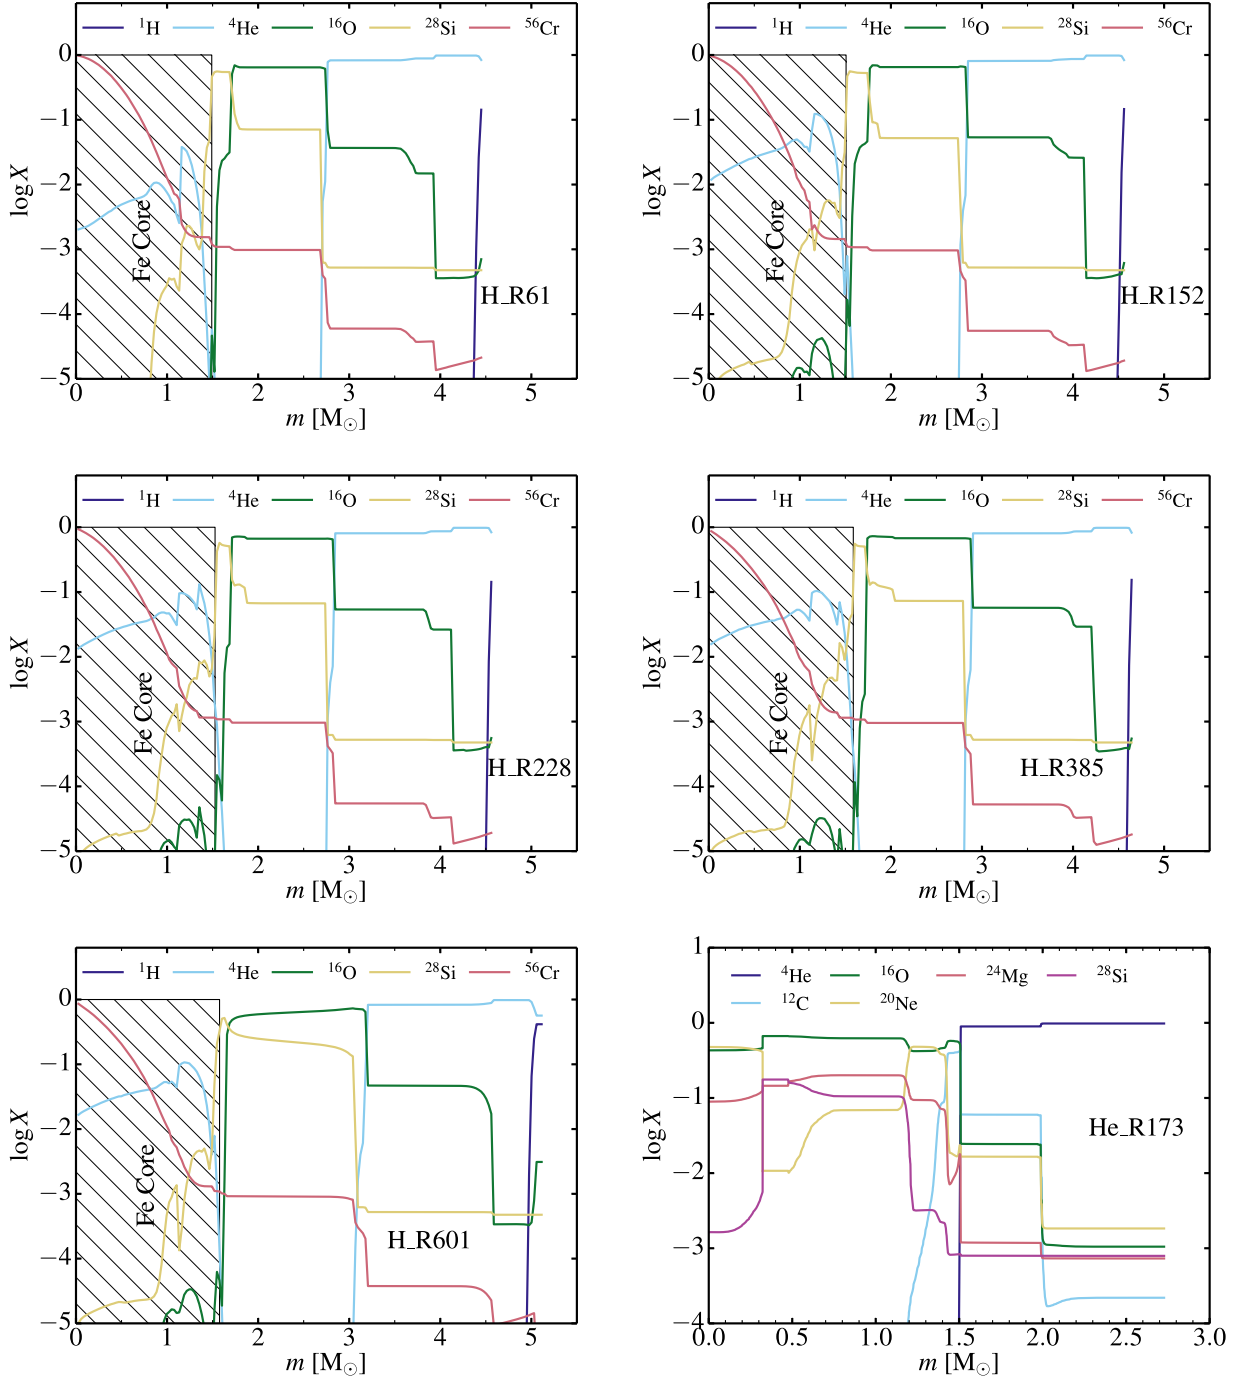 ¹H ⁴He ¹⁶O ²⁸Si ⁵⁶Cr
0
−1
−2
−3
−4
−5
log X
Fe Core
H_R61
0 1 2 3 4 5
m [M☉]
¹H ⁴He ¹⁶O ²⁸Si ⁵⁶Cr
0
−1
−2
−3
−4
−5
log X
Fe Core
H_R152
0 1 2 3 4 5
m [M☉]
¹H ⁴He ¹⁶O ²⁸Si ⁵⁶Cr
0
−1
−2
−3
−4
−5
log X
Fe Core
H_R228
0 1 2 3 4 5
m [M☉]
¹H ⁴He ¹⁶O ²⁸Si ⁵⁶Cr
0
−1
−2
−3
−4
−5
log X
Fe Core
H_R385
0 1 2 3 4 5
m [M☉]
¹H ⁴He ¹⁶O ²⁸Si ⁵⁶Cr
0
−1
−2
−3
−4
−5
log X
Fe Core
H_R601
0 1 2 3 4 5
m [M☉]
⁴He ¹⁶O ²⁴Mg ²⁸Si
¹²C ²⁰Ne
1
0
−1
−2
−3
−4
log X
He_R173
0.0 0.5 1.0 1.5 2.0 2.5 3.0
m [M☉]